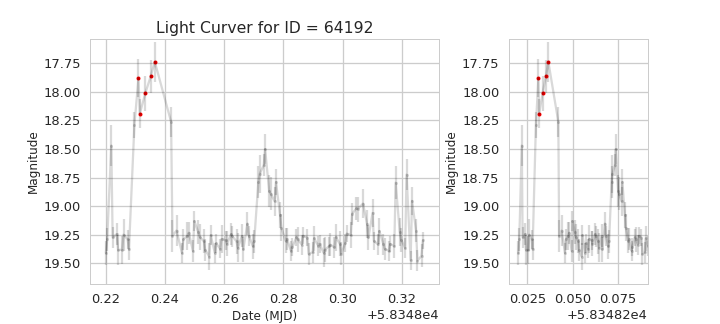 Light Curver for ID = 64192
Magnitude
17.75
18.00
18.25
18.50
18.75
19.00
19.25
19.50
0.22 0.24 0.26 0.28 0.30 0.32
Date (MJD)
+5.8348e4
Magnitude
17.75
18.00
18.25
18.50
18.75
19.00
19.25
19.50
0.025 0.050 0.075
+5.83482e4